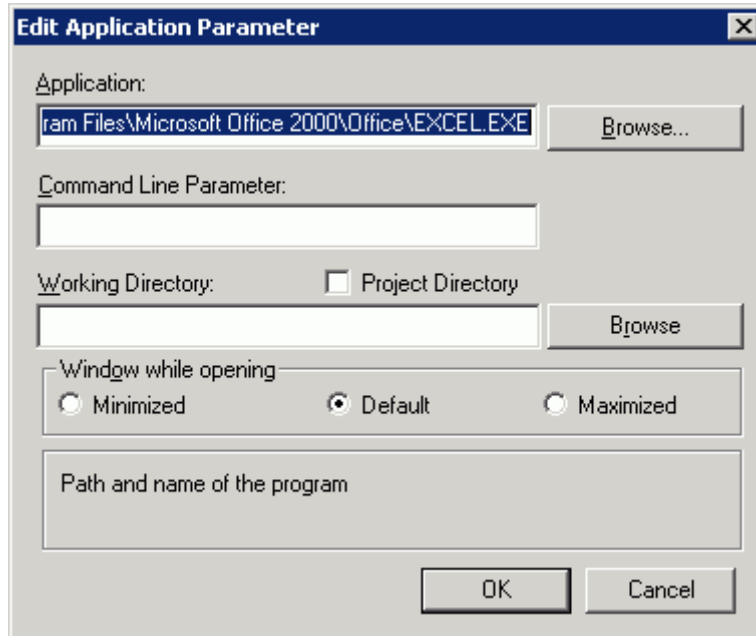 Edit Application Parameter
Application:
ram Files\Microsoft Office 2000\Office\EXCEL.EXE
Browse...
Command Line Parameter:
Working Directory:
Project Directory
Browse
Window while opening
Minimized
Default
Maximized
Path and name of the program
OK
Cancel